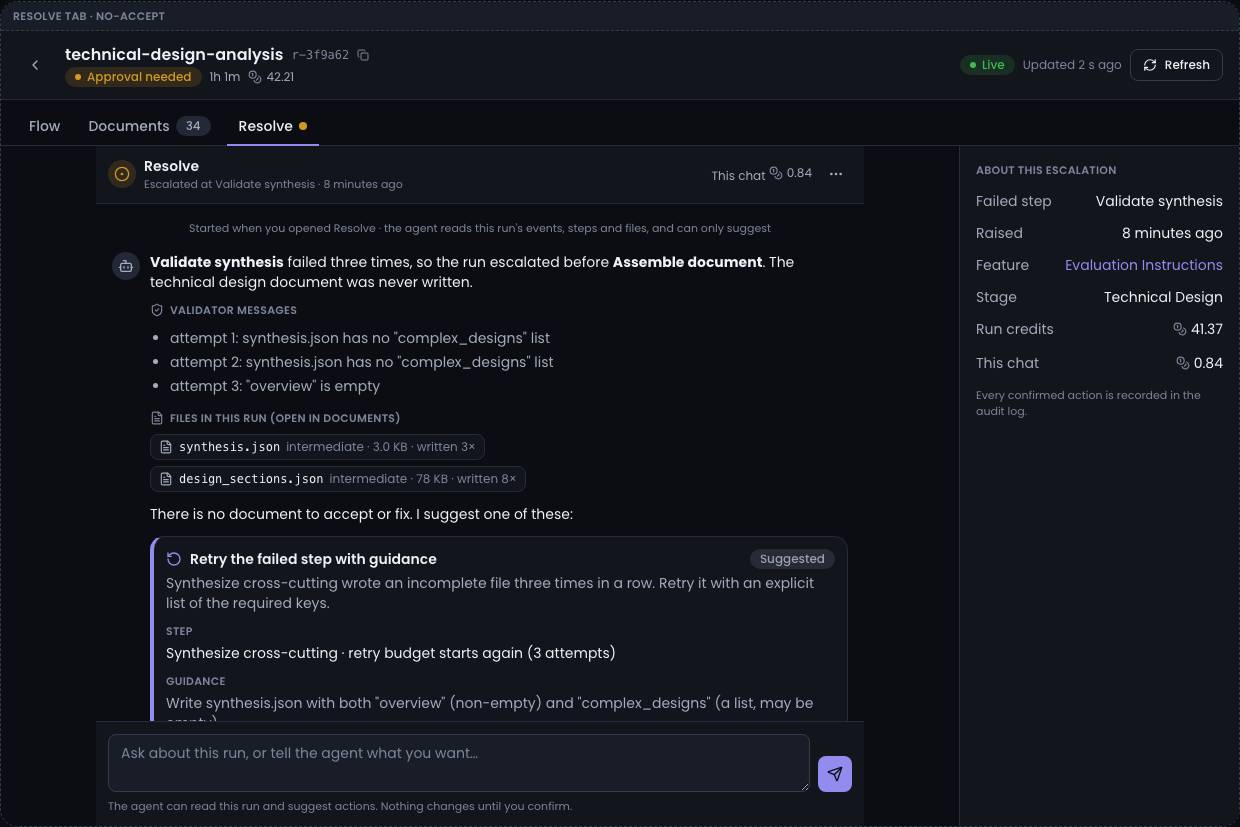 RESOLVE TAB · NO-ACCEPT
technical-design-analysis r-3f9a62
Approval needed 1h 1m 42.21
Live Updated 2 s ago Refresh
Flow Documents 34 Resolve
Resolve
Escalated at Validate synthesis · 8 minutes ago
This chat 0.84
Started when you opened Resolve · the agent reads this run's events, steps and files, and can only suggest
Validate synthesis failed three times, so the run escalated before Assemble document. The
technical design document was never written.
VALIDATOR MESSAGES
• attempt 1: synthesis.json has no "complex_designs" list
• attempt 2: synthesis.json has no "complex_designs" list
• attempt 3: "overview" is empty
FILES IN THIS RUN (OPEN IN DOCUMENTS)
synthesis.json intermediate · 3.0 KB · written 3×
design_sections.json intermediate · 78 KB · written 8×
There is no document to accept or fix. I suggest one of these:
Retry the failed step with guidance Suggested
Synthesize cross-cutting wrote an incomplete file three times in a row. Retry it with an explicit
list of the required keys.
STEP
Synthesize cross-cutting · retry budget starts again (3 attempts)
GUIDANCE
Write synthesis.json with both "overview" (non-empty) and "complex_designs" (a list, may be
Ask about this run, or tell the agent what you want...
The agent can read this run and suggest actions. Nothing changes until you confirm.
ABOUT THIS ESCALATION
Failed step Validate synthesis
Raised 8 minutes ago
Feature Evaluation Instructions
Stage Technical Design
Run credits 41.37
This chat 0.84
Every confirmed action is recorded in the
audit log.